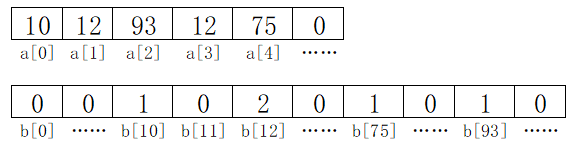 10 12 93 12 75 0
a[0] a[1] a[2] a[3] a[4] ……
0 0 1 0 2 0 1 0 1 0
b[0] …… b[10] b[11] b[12] …… b[75] …… b[93] ……